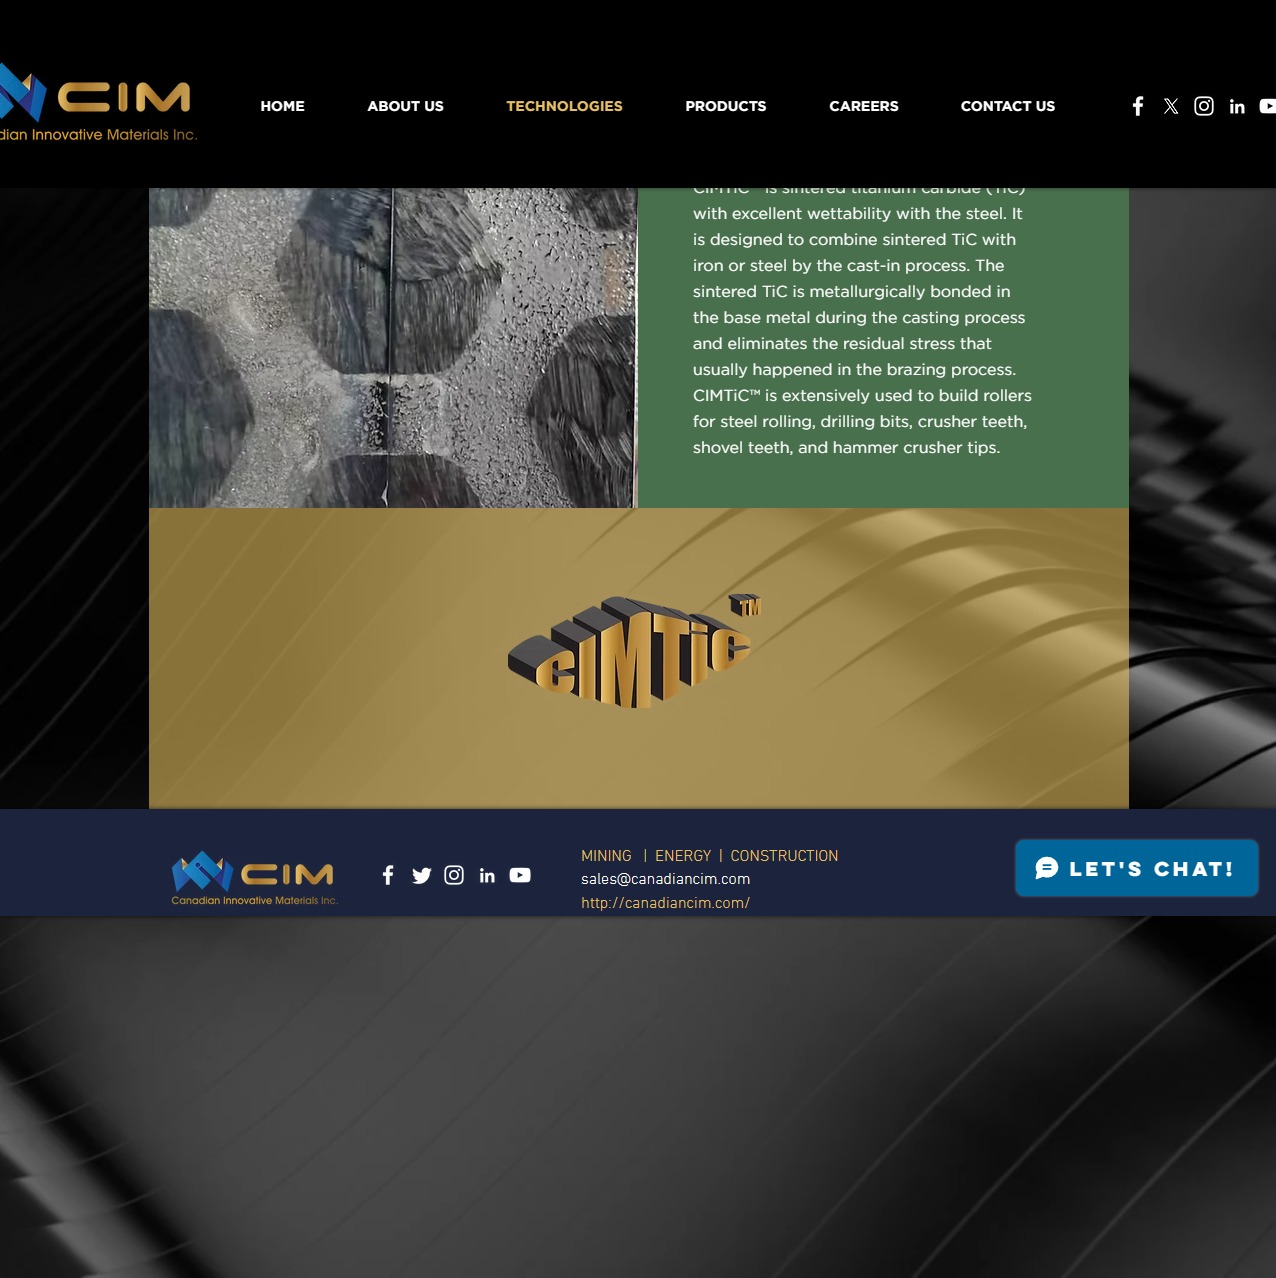 CIM
dian Innovative Materials Inc.
HOME
ABOUT US
TECHNOLOGIES
PRODUCTS
CAREERS
CONTACT US
CIMTiC™ is sintered titanium carbide (TiC)
with excellent wettability with the steel. It
is designed to combine sintered TiC with
iron or steel by the cast-in process. The
sintered TiC is metallurgically bonded in
the base metal during the casting process
and eliminates the residual stress that
usually happened in the brazing process.
CIMTiC™ is extensively used to build rollers
for steel rolling, drilling bits, crusher teeth,
shovel teeth, and hammer crusher tips.
CIMTiC™
CIM
Canadian Innovative Materials Inc.
MINING | ENERGY | CONSTRUCTION
sales@canadiancim.com
http://canadiancim.com/
LET'S CHAT!